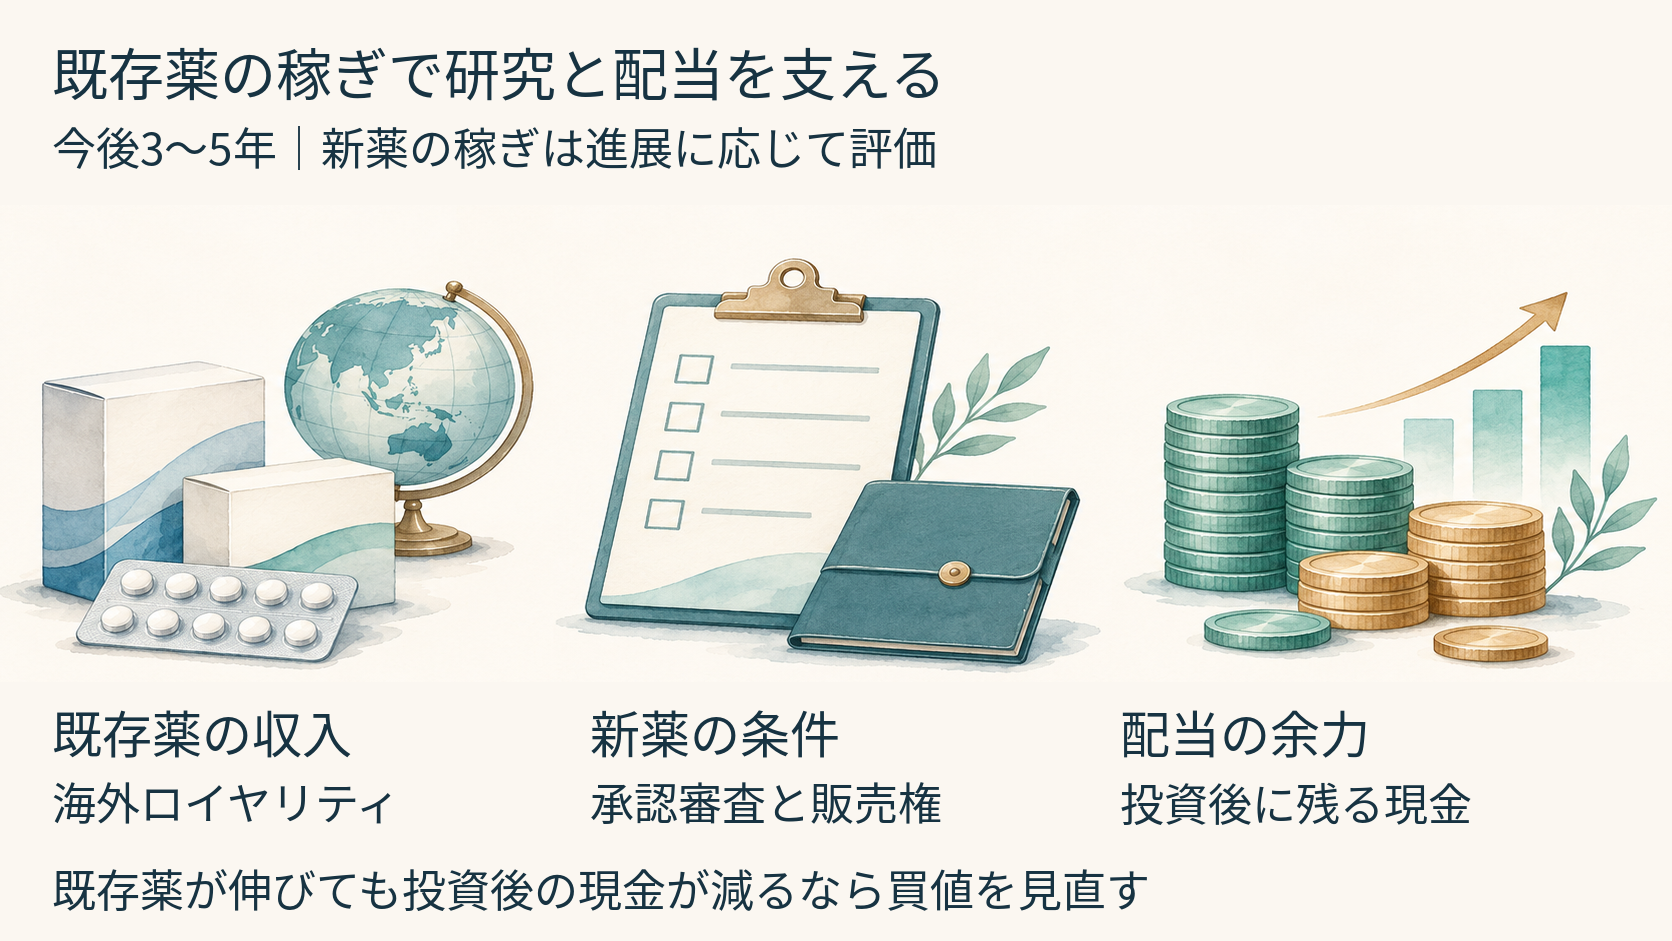 既存薬の稼ぎで研究と配当を支える
今後3〜5年｜新薬の稼ぎは進展に応じて評価
既存薬の収入
海外ロイヤリティ
新薬の条件
承認審査と販売権
配当の余力
投資後に残る現金
既存薬が伸びても投資後の現金が減るなら買値を見直す